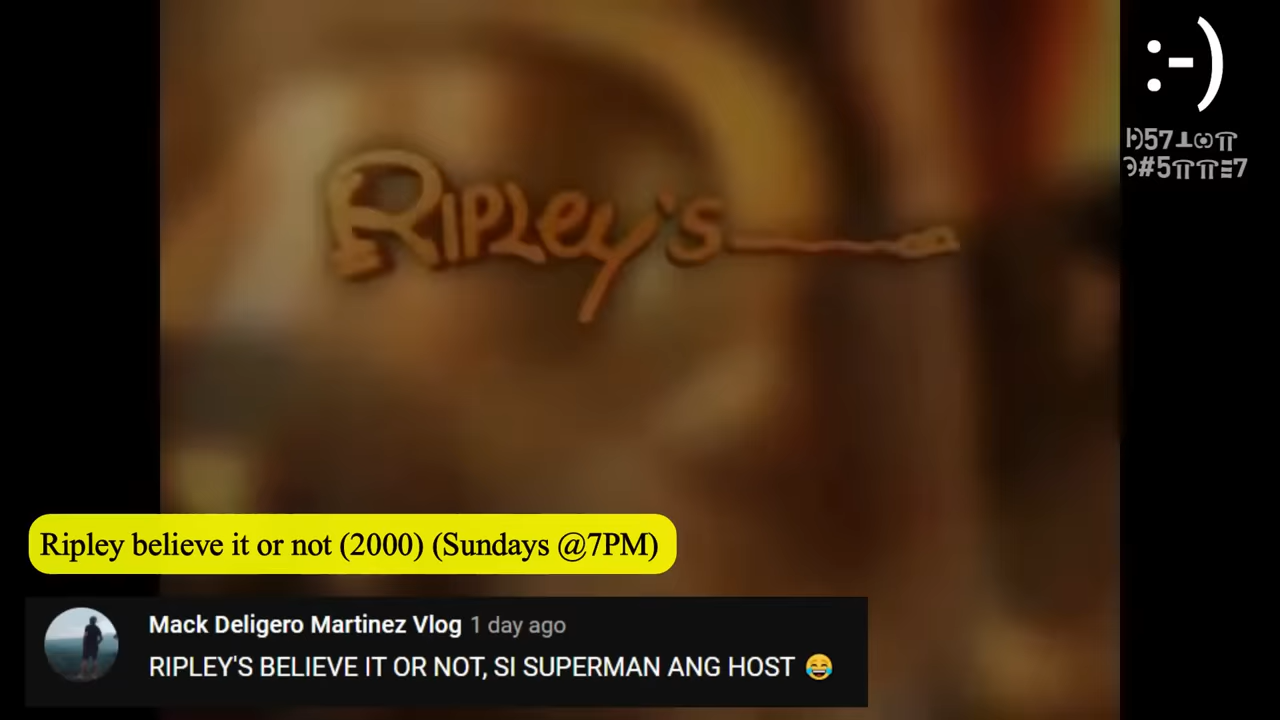 :-)
RIPLEY's
Ripley believe it or not (2000) (Sundays @7PM)
Mack Deligero Martinez Vlog 1 day ago
RIPLEY'S BELIEVE IT OR NOT, SI SUPERMAN ANG HOST 😂